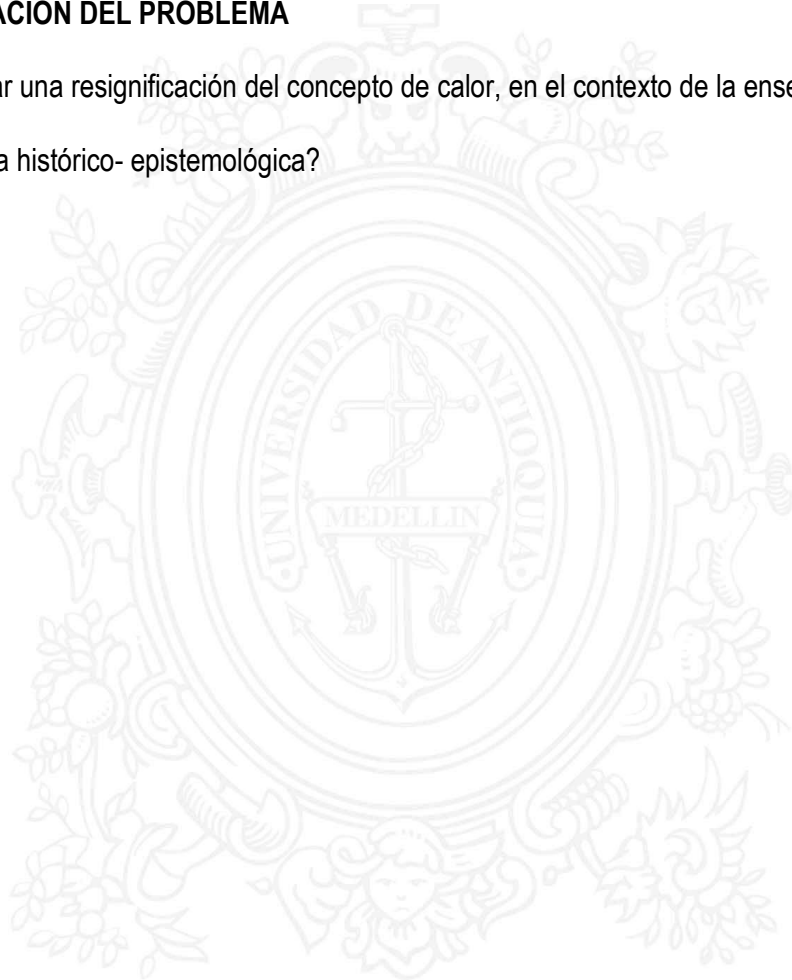 ACIÓN DEL PROBLEMA
ar una resignificación del concepto de calor, en el contexto de la ense
a histórico- epistemológica?
UNIVERSIDAD DE ANTIOQUIA
MEDELLIN